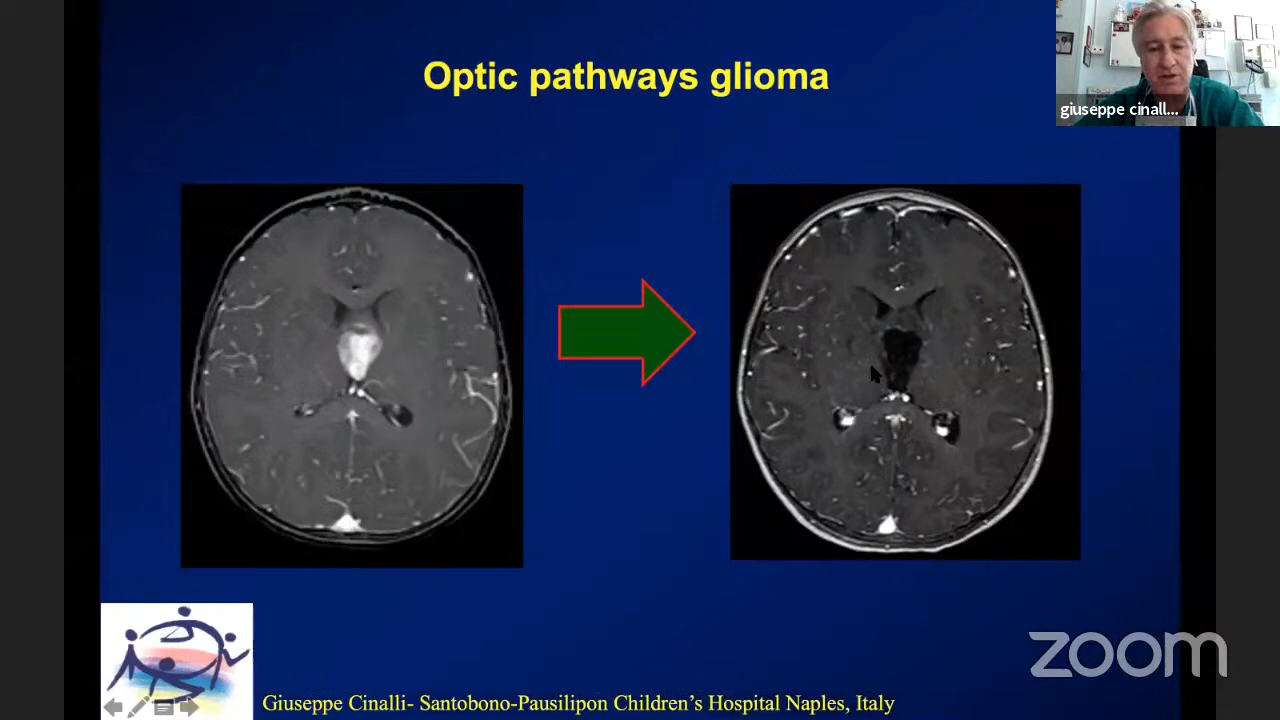 Optic pathways glioma
giuseppe cinall...
zoom
Giuseppe Cinalli- Santobono-Pausilipon Children’s Hospital Naples, Italy